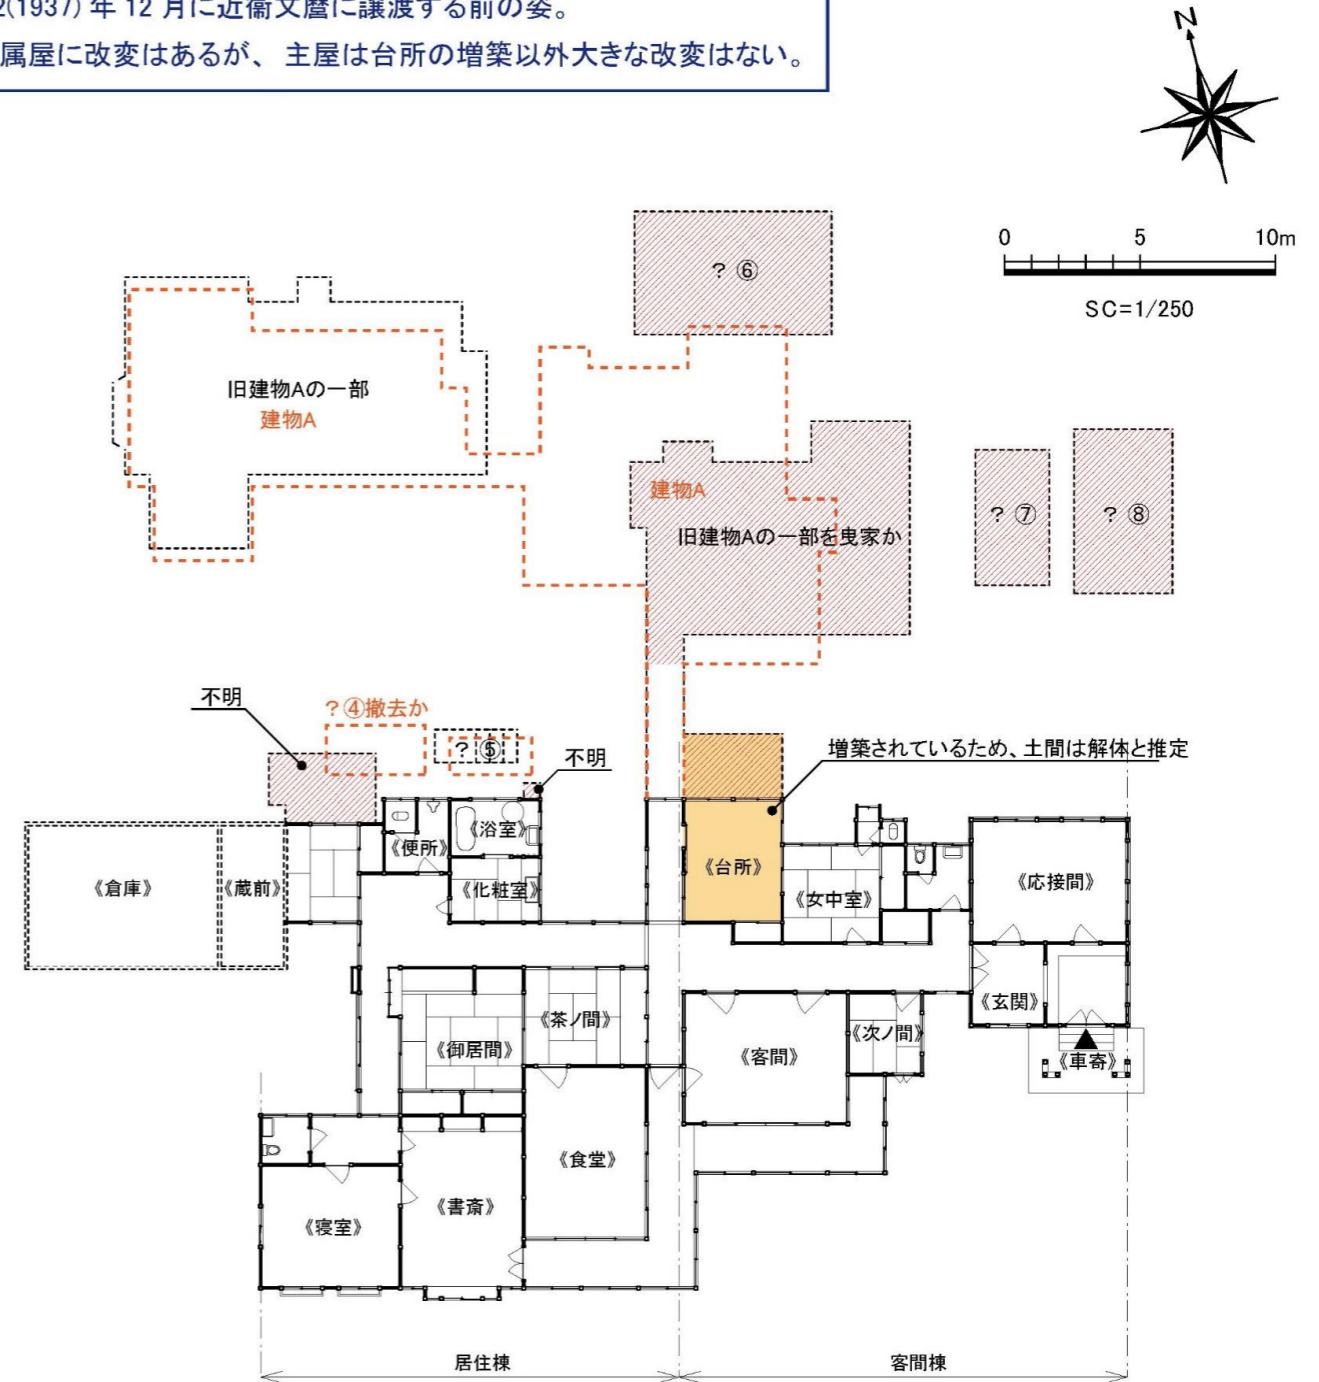 2(1937) 年 12 月に近衞文麿に譲渡する前の姿。
属屋に改変はあるが、主屋は台所の増築以外大きな改変はない。
N
0 5 10m
SC=1/250
? ⑥
旧建物Aの一部
建物A
建物A
旧建物Aの一部を曳家か
? ⑦
? ⑧
不明
?④撤去か
? ⑤
不明
増築されているため、土間は解体と推定
《倉庫》
《蔵前》
《便所》
《浴室》
《化粧室》
《台所》
《女中室》
《応接間》
《御居間》
《茶ノ間》
《客間》
《次ノ間》
《玄関》
《車寄》
《寝室》
《書斎》
《食堂》
居住棟
客間棟